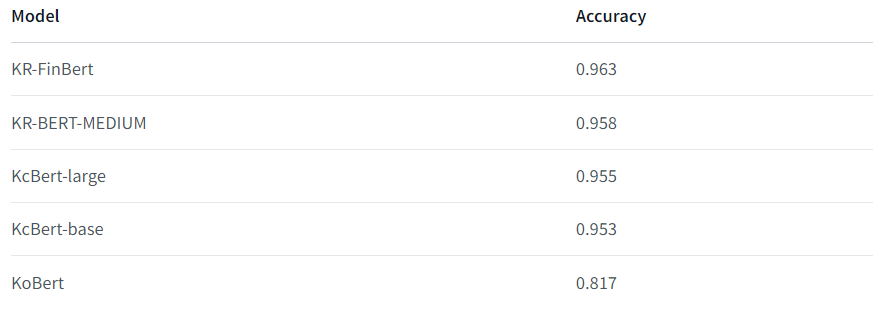 Model Accuracy
KR-FinBert 0.963
KR-BERT-MEDIUM 0.958
KcBert-large 0.955
KcBert-base 0.953
KoBert 0.817